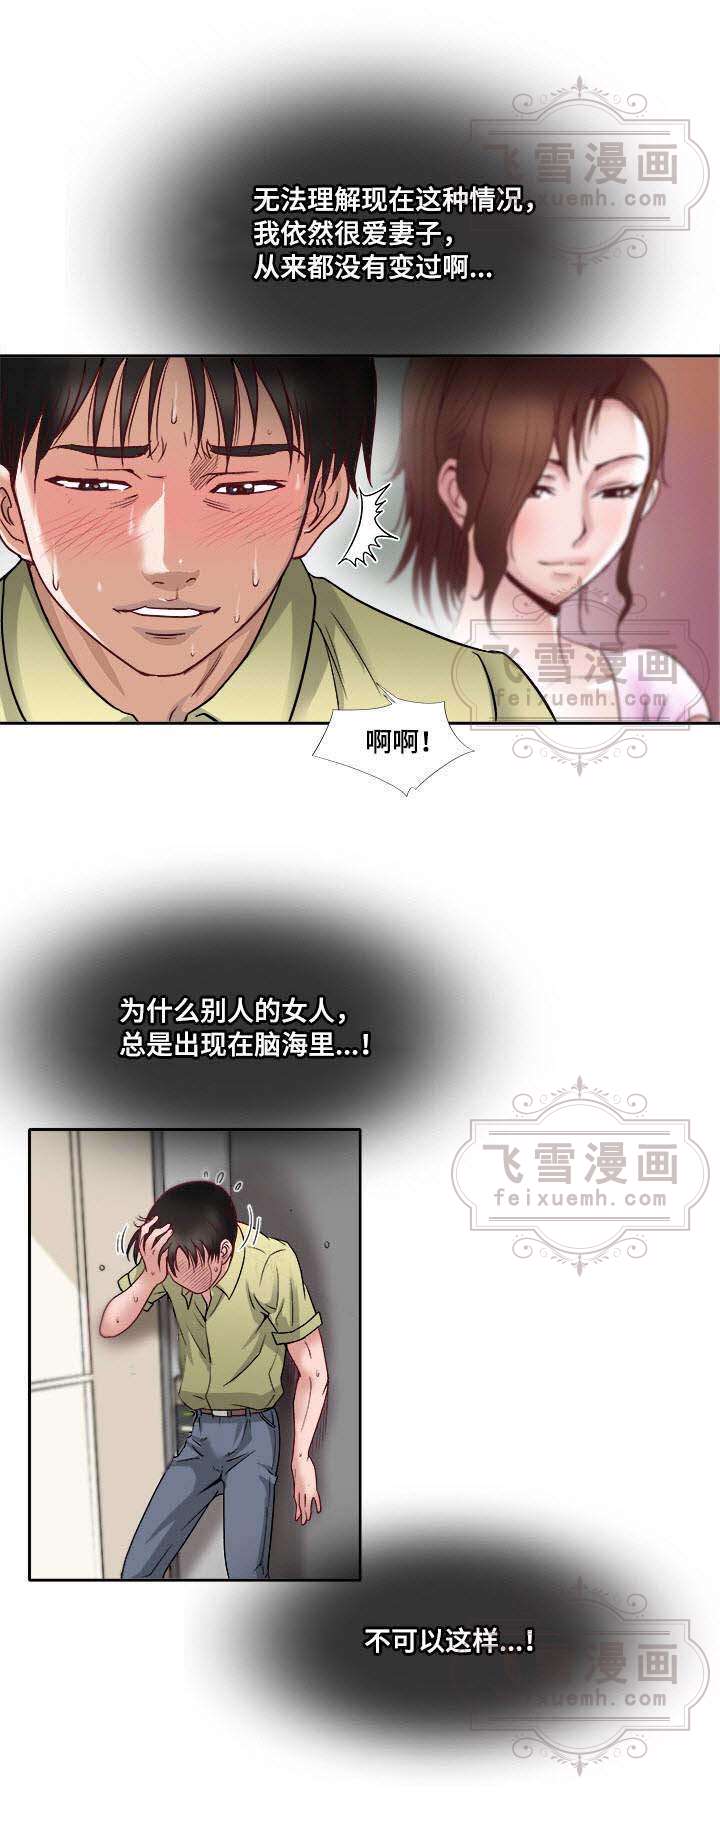 飞雪漫画
feixuemh.com
无法理解现在这种情况，
我依然很爱妻子，
从来都没有变过啊...
飞雪漫画
feixuemh.com
啊啊！
为什么别人的女人，
总是出现在脑海里...！
飞雪漫画
feixuemh.com
不可以这样...！
飞雪漫画
feixuemh.com